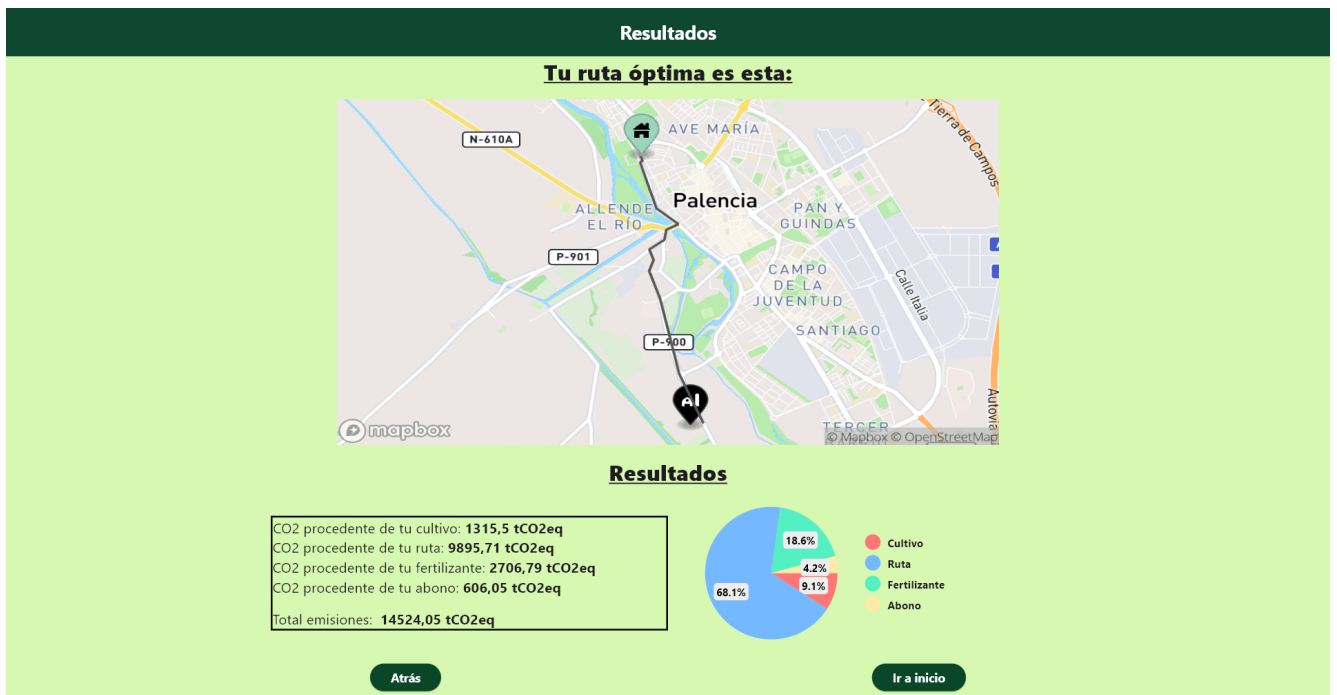 Resultados
Tu ruta óptima es esta:
Tierra de Campos
AVE MARÍA
N-610A
Palencia
ALLENDE
EL RÍO
PAN Y
GUINDAS
P-901
CAMPO
DE LA
JUVENTUD
Calle Italia
SANTIAGO
P-900
Autovía
TERCER
mapbox
© Mapbox © OpenStreetMap
Resultados
CO2 procedente de tu cultivo: 1315,5 tCO2eq
CO2 procedente de tu ruta: 9895,71 tCO2eq
CO2 procedente de tu fertilizante: 2706,79 tCO2eq
CO2 procedente de tu abono: 606,05 tCO2eq
Total emisiones: 14524,05 tCO2eq
18.6%
4.2%
9.1%
68.1%
Cultivo
Ruta
Fertilizante
Abono
Atrás
Ir a inicio